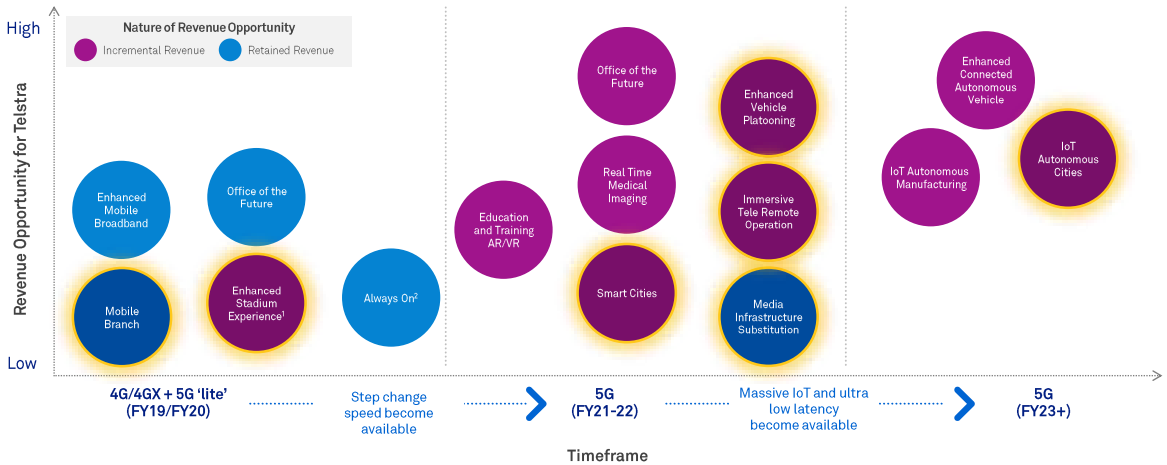 High
Nature of Revenue Opportunity
Incremental Revenue
Retained Revenue
Revenue Opportunity for Telstra
Low
Enhanced
Mobile
Broadband
Office of the
Future
Mobile
Branch
Enhanced
Stadium
Experience¹
Always On²
Education
and Training
AR/VR
Office of the
Future
Real Time
Medical
Imaging
Smart Cities
Enhanced
Vehicle
Platooning
Immersive
Tele Remote
Operation
Media
Infrastructure
Substitution
Enhanced
Connected
Autonomous
Vehicle
IoT Autonomous
Manufacturing
IoT
Autonomous
Cities
4G/4GX + 5G ‘lite’
(FY19/FY20)
Step change
speed become
available
5G
(FY21-22)
Massive IoT and ultra
low latency
become available
5G
(FY23+)
Timeframe